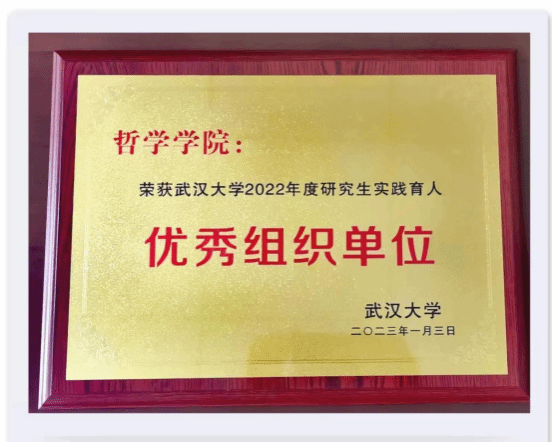 哲学学院：
荣获武汉大学2022年度研究生实践育人
优秀组织单位
武汉大学
二〇二三年一月三日